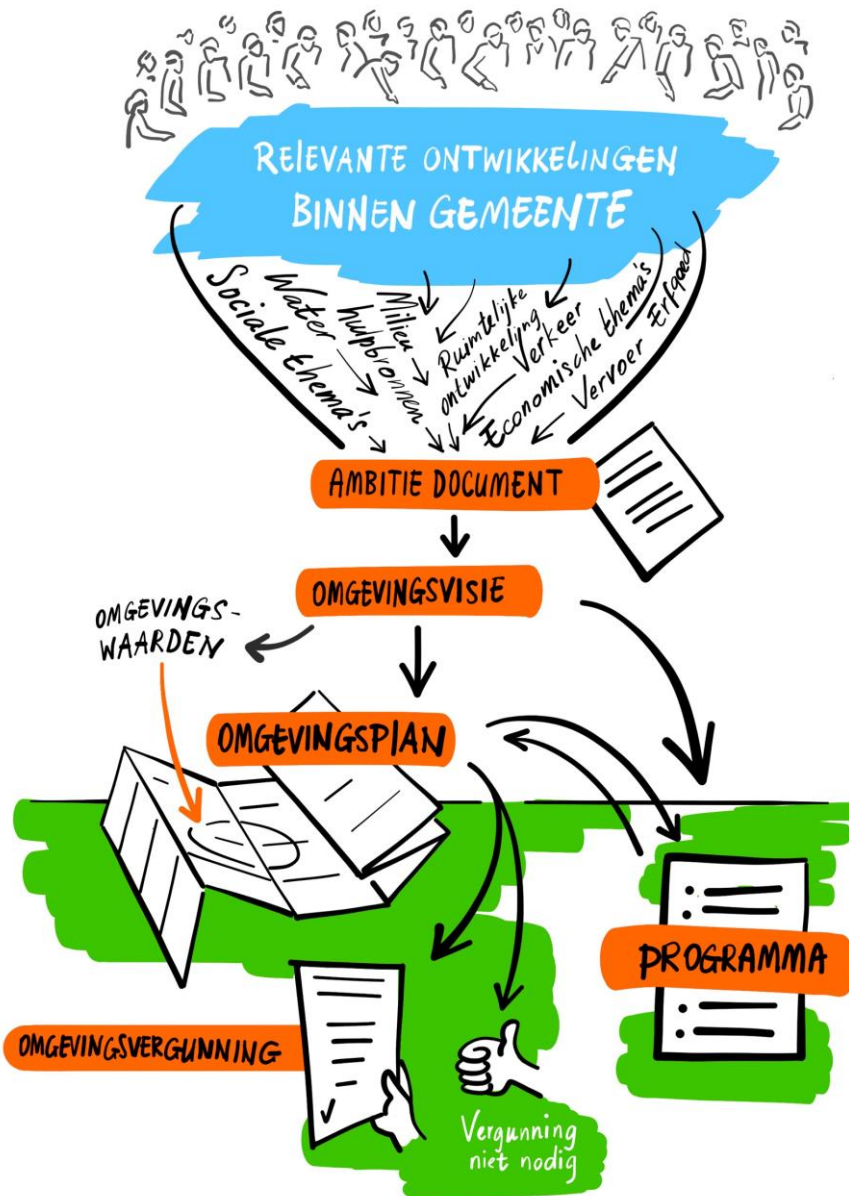 RELEVANTE ONTWIKKELINGEN
BINNEN GEMEENTE
Sociale thema's
Water
Milieu
hulpbronnen
Ruimtelijke
ontwikkeling
Verkeer
Economische thema's
Vervoer
Erfgoed
AMBITIE DOCUMENT
OMGEVINGSVISIE
OMGEVINGS-
WAARDEN
OMGEVINGSPLAN
PROGRAMMA
OMGEVINGSVERGUNNING
Vergunning
niet nodig